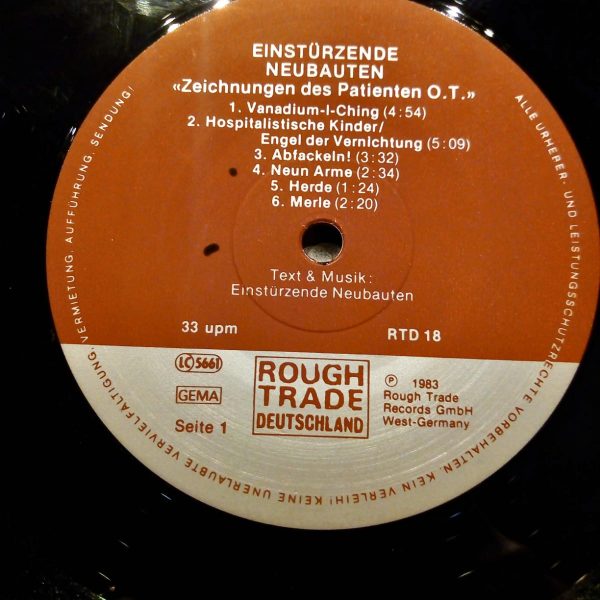 EINSTÜRZENDE
NEUBAUTEN
«Zeichnungen des Patienten O.T.»
1. Vanadium-I-Ching (4:54)
2. Hospitalistische Kinder/
Engel der Vernichtung (5:09)
3. Abfackeln! (3:32)
4. Neun Arme (2:34)
5. Herde (1:24)
6. Merle (2:20)
Text & Musik:
Einstürzende Neubauten
33 upm
RTD 18
LC 5661
GEMA
Seite 1
ROUGH
TRADE
DEUTSCHLAND
Ⓟ 1983
Rough Trade
Records GmbH
West-Germany
ALLE URHEBER- UND LEISTUNGSSCHUTZRECHTE VORBEHALTEN. KEIN VERLEIH! KEINE UNERLAUBTE VERVIELFÄLTIGUNG, VERMIETUNG, AUFFÜHRUNG, SENDUNG!